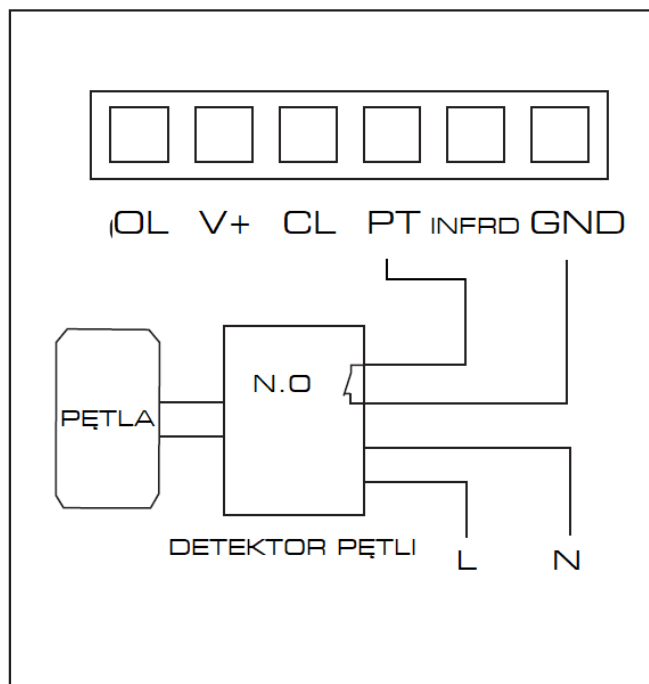 OL V+ CL PT INFRD GND
N.O
PĘTLA
DETEKTOR PĘTLI
L N